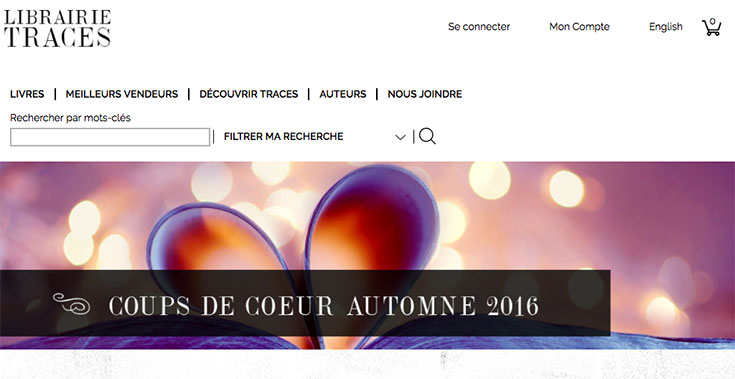 LIBRAIRIE
TRACES
Se connecter Mon Compte English 0
LIVRES | MEILLEURS VENDEURS | DÉCOUVRIR TRACES | AUTEURS | NOUS JOINDRE
Rechercher par mots-clés
FILTRER MA RECHERCHE
COUPS DE COEUR AUTOMNE 2016